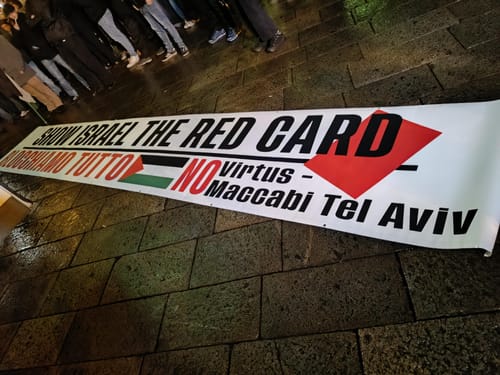 SHOW ISRAEL THE RED CARD
BLOCCHIAMO TUTTO
NO Virtus -
Maccabi Tel Aviv